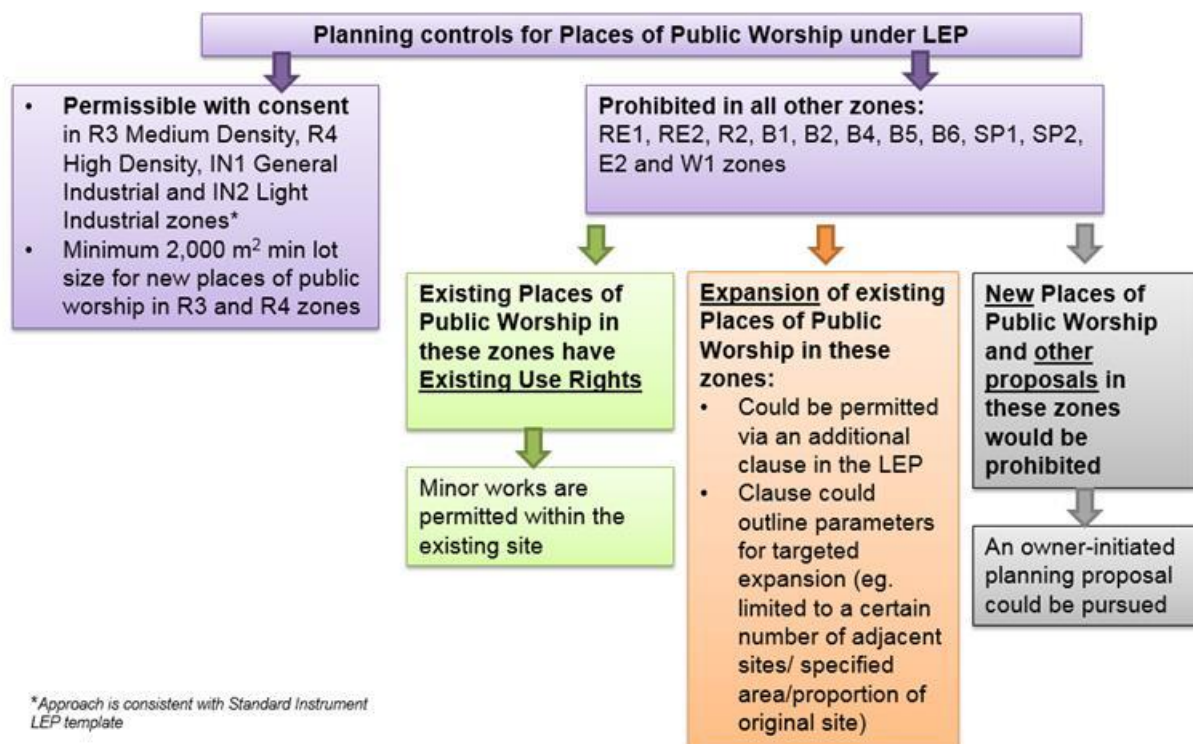 Planning controls for Places of Public Worship under LEP
• Permissible with consent
in R3 Medium Density, R4
High Density, IN1 General
Industrial and IN2 Light
Industrial zones*
• Minimum 2,000 m² min lot
size for new places of public
worship in R3 and R4 zones
Prohibited in all other zones:
RE1, RE2, R2, B1, B2, B4, B5, B6, SP1, SP2,
E2 and W1 zones
Existing Places of
Public Worship in
these zones have
Existing Use Rights
Minor works are
permitted within the
existing site
Expansion of existing
Places of Public
Worship in these
zones:
• Could be permitted
via an additional
clause in the LEP
• Clause could
outline parameters
for targeted
expansion (eg.
limited to a certain
number of adjacent
sites/ specified
area/proportion of
original site)
New Places of
Public Worship
and other
proposals in
these zones
would be
prohibited
An owner-initiated
planning proposal
could be pursued
*Approach is consistent with Standard Instrument
LEP template